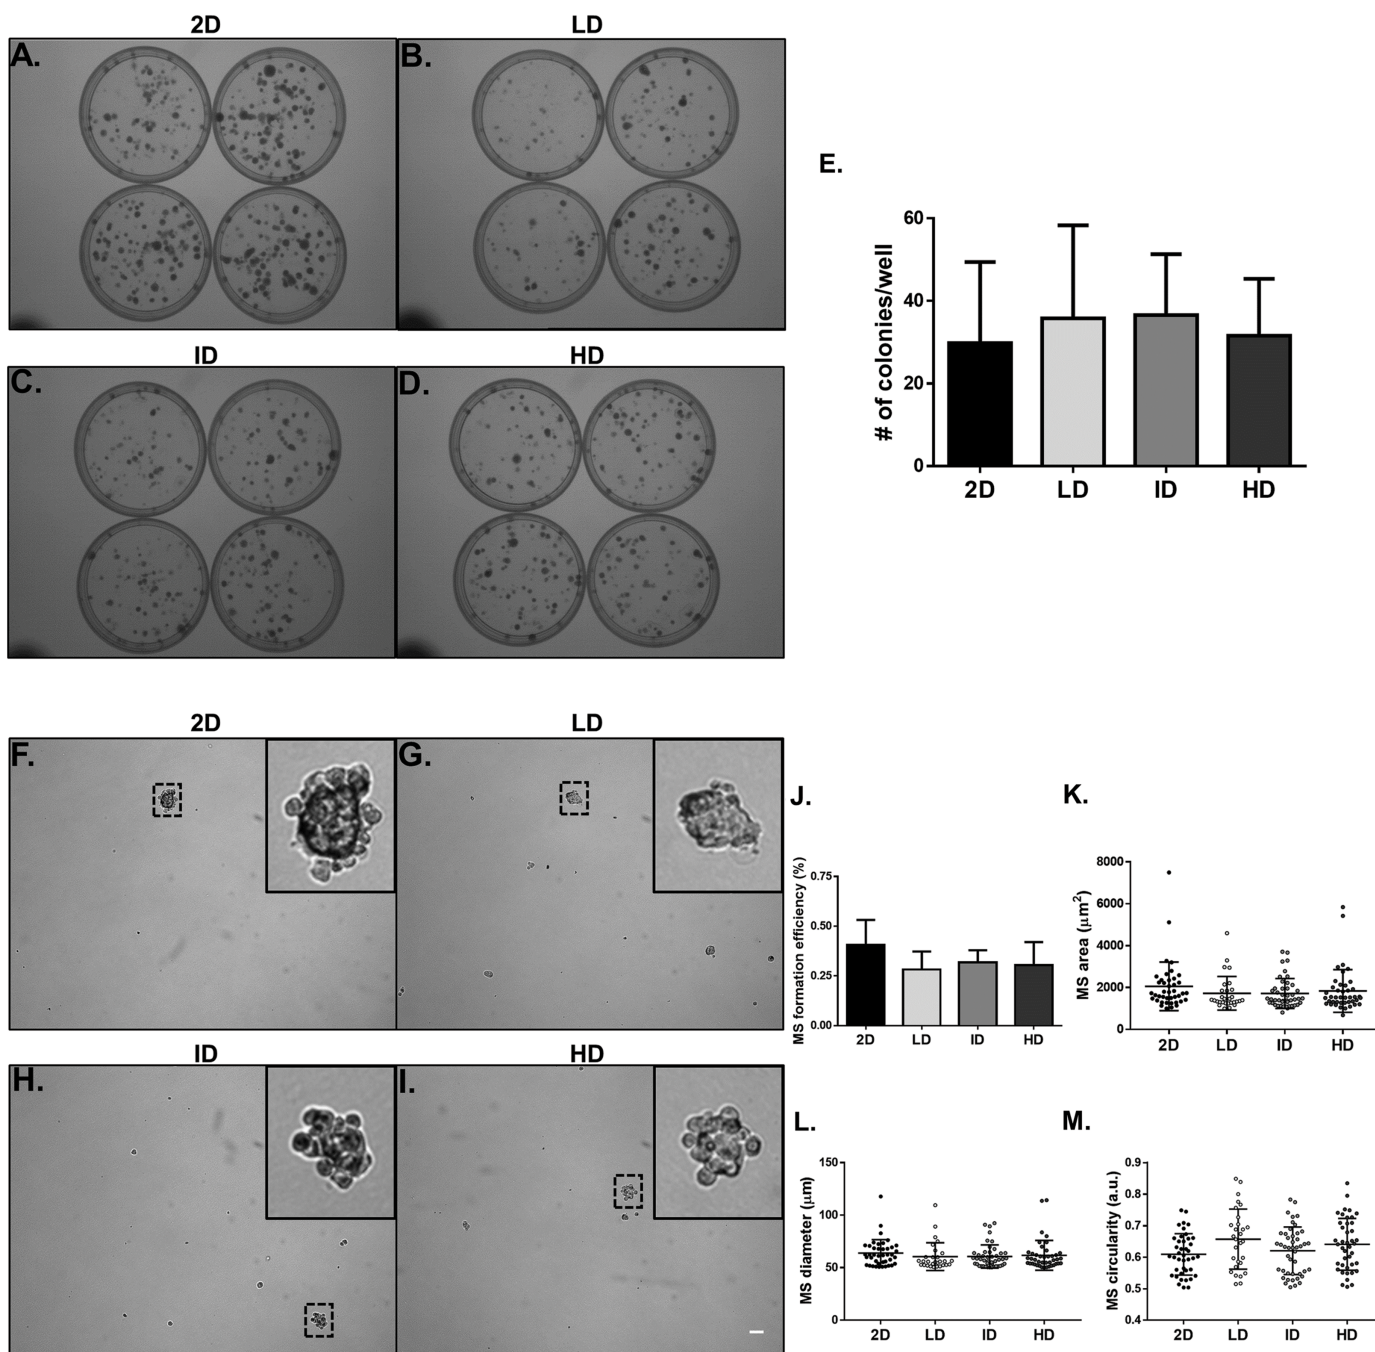 2D
LD
A.
B.
ID
HD
C.
D.
E.
# of colonies/well
60
40
20
0
2D
LD
ID
HD
2D
LD
F.
G.
ID
HD
H.
I.
J.
MS formation efficiency (%)
0.75
0.50
0.25
0.00
2D
LD
ID
HD
K.
MS area (μm²)
8000
6000
4000
2000
0
2D
LD
ID
HD
L.
MS diameter (μm)
150
100
50
0
2D
LD
ID
HD
M.
MS circularity (a.u.)
0.9
0.8
0.7
0.6
0.5
0.4
2D
LD
ID
HD